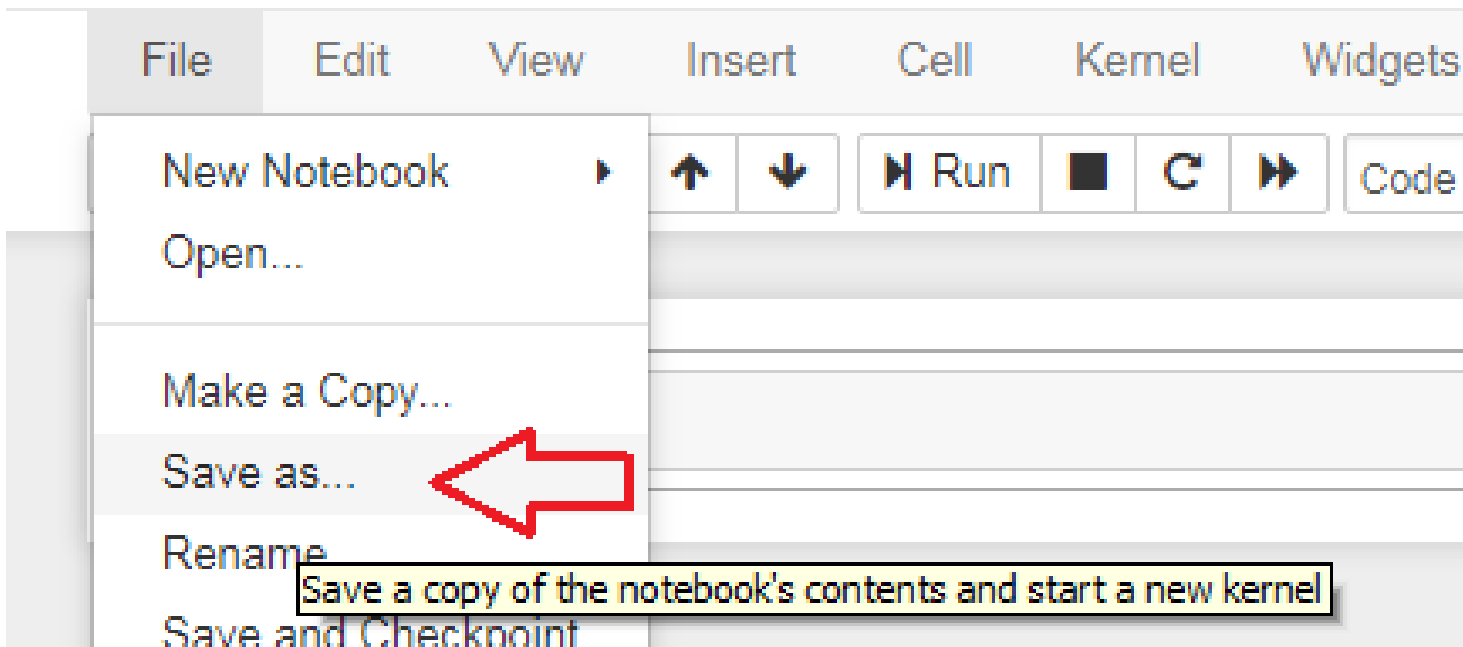 File Edit View Insert Cell Kernel Widgets
New Notebook Run Code
Open...
Make a Copy...
Save as...
Rename
Save a copy of the notebook's contents and start a new kernel
Save and Checkpoint